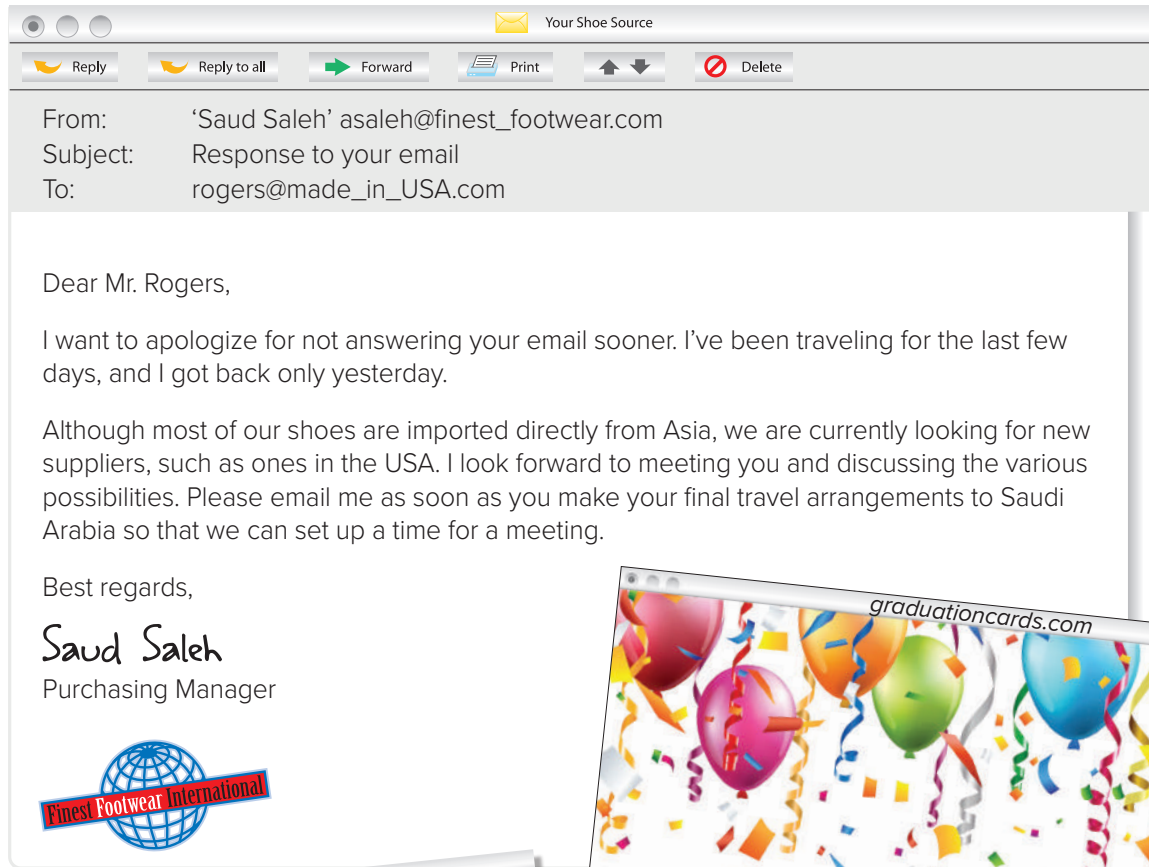 Your Shoe Source
Reply
Reply to all
Forward
Print
Delete
From: ‘Saud Saleh’ asaleh@finest_footwear.com
Subject: Response to your email
To: rogers@made_in_USA.com
Dear Mr. Rogers,
I want to apologize for not answering your email sooner. I’ve been traveling for the last few
days, and I got back only yesterday.
Although most of our shoes are imported directly from Asia, we are currently looking for new
suppliers, such as ones in the USA. I look forward to meeting you and discussing the various
possibilities. Please email me as soon as you make your final travel arrangements to Saudi
Arabia so that we can set up a time for a meeting.
Best regards,
Saud Saleh
Purchasing Manager
Finest Footwear International
graduationcards.com